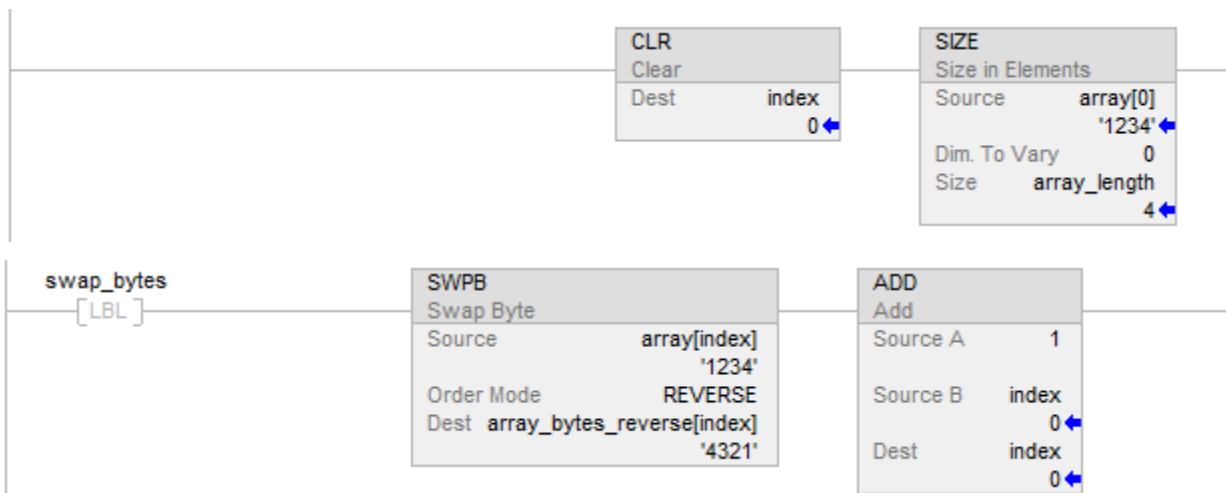 CLR
Clear
Dest index
0
SIZE
Size in Elements
Source array[0]
'1234'
Dim. To Vary 0
Size array_length
4
swap_bytes
[LBL]
SWPB
Swap Byte
Source array[index]
'1234'
Order Mode REVERSE
Dest array_bytes_reverse[index]
'4321'
ADD
Add
Source A 1
Source B index
0
Dest index
0